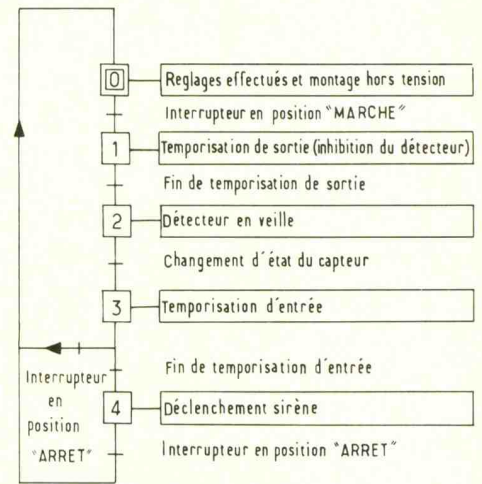 0
Reglages effectués et montage hors tension
Interrupteur en position "MARCHE"
1
Temporisation de sortie (inhibition du détecteur)
Fin de temporisation de sortie
2
Détecteur en veille
Changement d'état du capteur
3
Temporisation d'entrée
Interrupteur
en
position
"ARRET"
Fin de temporisation d'entrée
4
Déclenchement sirène
Interrupteur en position "ARRET"